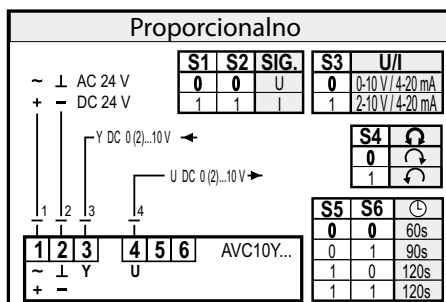 Proporcionalno
~ ⊥ AC 24 V
+ − DC 24 V
Y DC 0 (2)...10 V
U DC 0 (2)...10 V
1 2 3 4
1 2 3 4 5 6 AVC10Y...
~ ⊥ Y U
+ −
S1 S2 SIG.
0 0 U
1 1 I
S3 U/I
0 0-10 V / 4-20 mA
1 2-10 V / 4-20 mA
S4
0
1
S5 S6
0 0 60s
0 1 90s
1 0 120s
1 1 120s